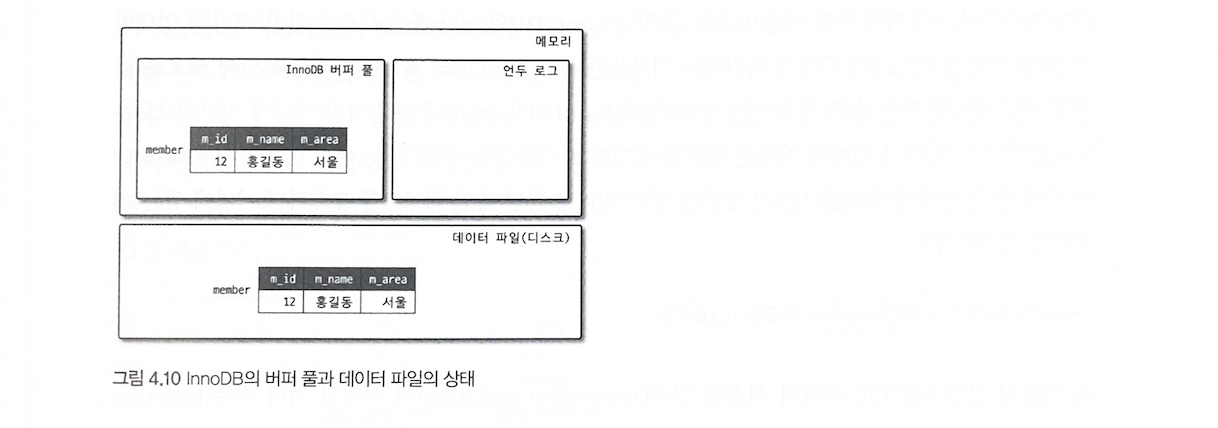 메모리
InnoDB 버퍼 풀
언두 로그
m_id m_name m_area
member
12 홍길동 서울
데이터 파일(디스크)
m_id m_name m_area
member
12 홍길동 서울
그림 4.10 InnoDB의 버퍼 풀과 데이터 파일의 상태